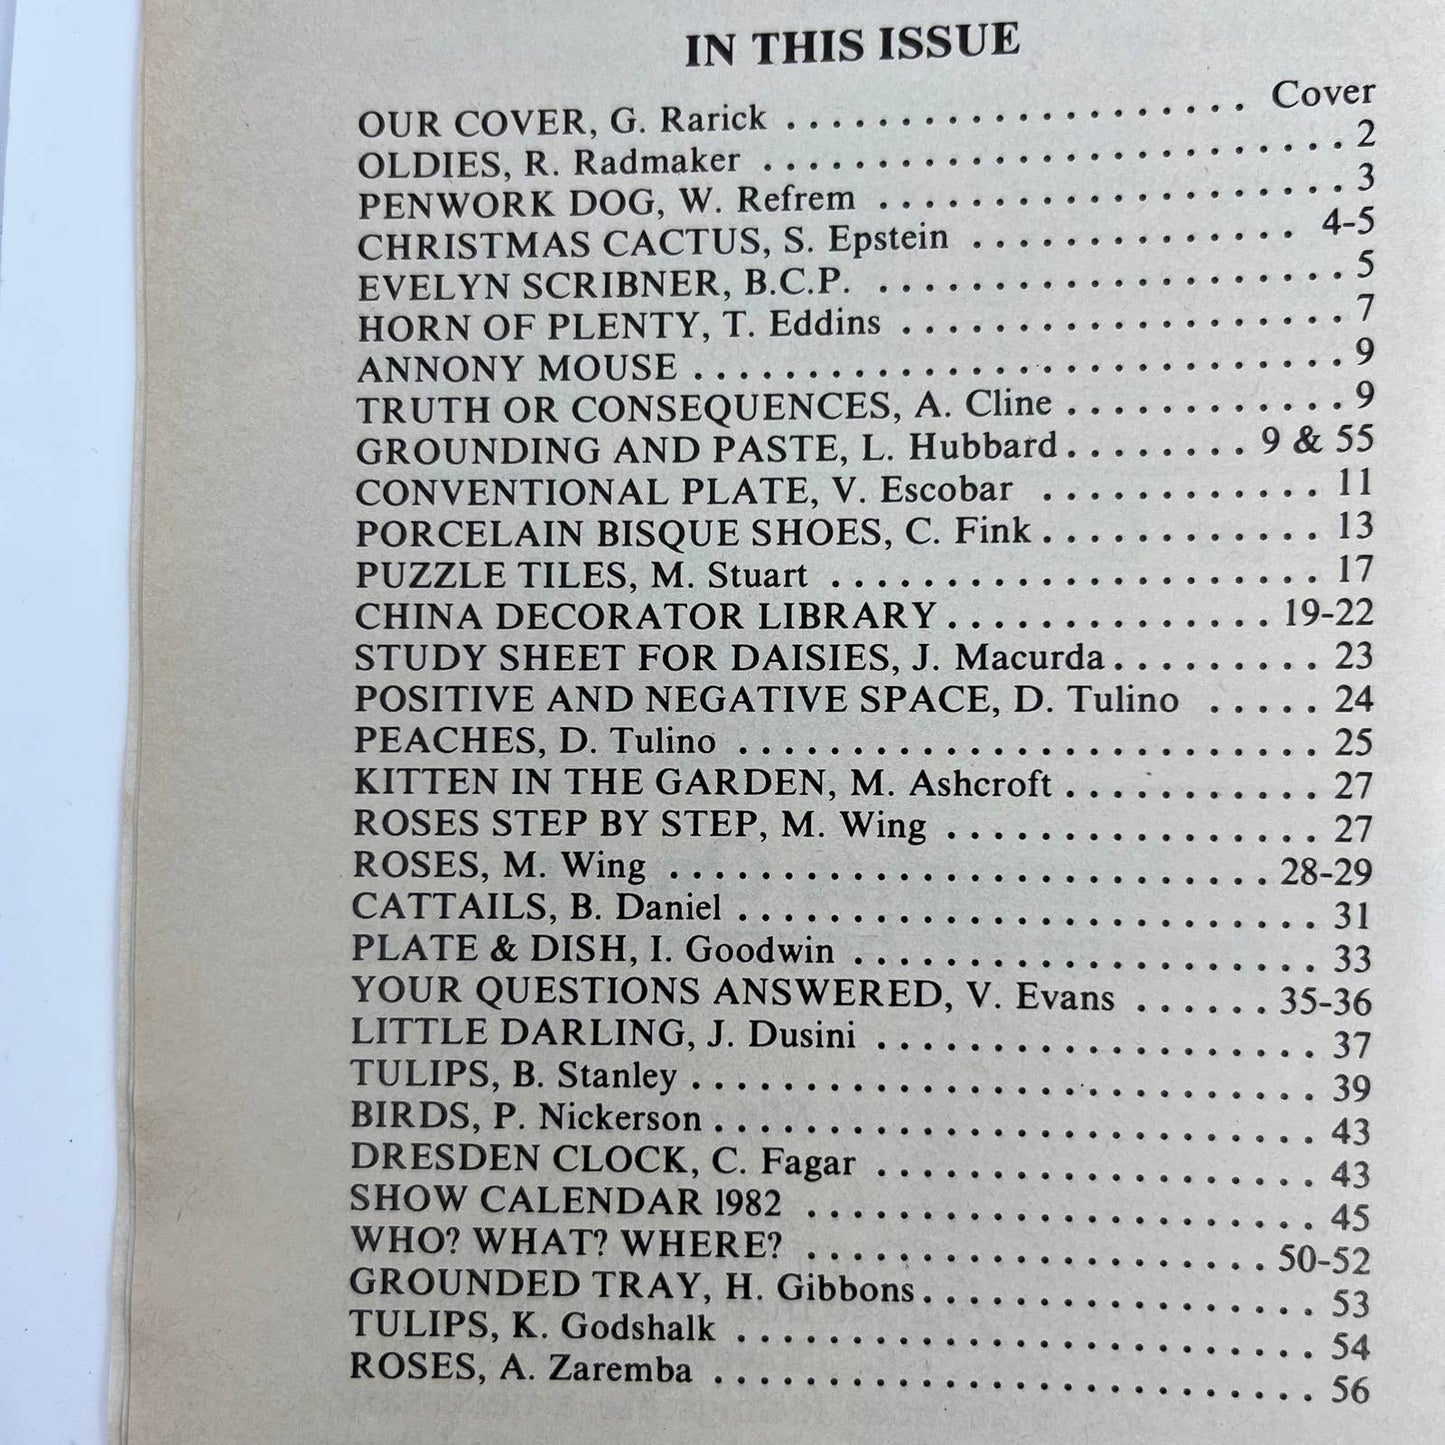 IN THIS ISSUE
OUR COVER, G. Rarick . . . . . . . . . . . . . . . . . . . . Cover
OLDIES, R. Radmaker . . . . . . . . . . . . . . . . . . . . . . . . . 2
PENWORK DOG, W. Refrem . . . . . . . . . . . . . . . . . . . . 3
CHRISTMAS CACTUS, S. Epstein . . . . . . . . . . . . . . 4-5
EVELYN SCRIBNER, B.C.P. . . . . . . . . . . . . . . . . . . . . 5
HORN OF PLENTY, T. Eddins . . . . . . . . . . . . . . . . . . . 7
ANNONY MOUSE . . . . . . . . . . . . . . . . . . . . . . . . . . . . 9
TRUTH OR CONSEQUENCES, A. Cline . . . . . . . . . . . . 9
GROUNDING AND PASTE, L. Hubbard . . . . . . . . 9 & 55
CONVENTIONAL PLATE, V. Escobar . . . . . . . . . . . . 11
PORCELAIN BISQUE SHOES, C. Fink . . . . . . . . . . . . 13
PUZZLE TILES, M. Stuart . . . . . . . . . . . . . . . . . . . . . 17
CHINA DECORATOR LIBRARY . . . . . . . . . . . . . . 19-22
STUDY SHEET FOR DAISIES, J. Macurda . . . . . . . . . 23
POSITIVE AND NEGATIVE SPACE, D. Tulino . . . . . 24
PEACHES, D. Tulino . . . . . . . . . . . . . . . . . . . . . . . . . 25
KITTEN IN THE GARDEN, M. Ashcroft . . . . . . . . . . . 27
ROSES STEP BY STEP, M. Wing . . . . . . . . . . . . . . . . 27
ROSES, M. Wing . . . . . . . . . . . . . . . . . . . . . . . . . . 28-29
CATTAILS, B. Daniel . . . . . . . . . . . . . . . . . . . . . . . . . 31
PLATE & DISH, I. Goodwin . . . . . . . . . . . . . . . . . . . . 33
YOUR QUESTIONS ANSWERED, V. Evans . . . . . . 35-36
LITTLE DARLING, J. Dusini . . . . . . . . . . . . . . . . . . . 37
TULIPS, B. Stanley . . . . . . . . . . . . . . . . . . . . . . . . . . . 39
BIRDS, P. Nickerson . . . . . . . . . . . . . . . . . . . . . . . . . . 43
DRESDEN CLOCK, C. Fagar . . . . . . . . . . . . . . . . . . . 43
SHOW CALENDAR 1982 . . . . . . . . . . . . . . . . . . . . . . 45
WHO? WHAT? WHERE? . . . . . . . . . . . . . . . . . . . . 50-52
GROUNDED TRAY, H. Gibbons . . . . . . . . . . . . . . . . . 53
TULIPS, K. Godshalk . . . . . . . . . . . . . . . . . . . . . . . . . 54
ROSES, A. Zaremba . . . . . . . . . . . . . . . . . . . . . . . . . . 56